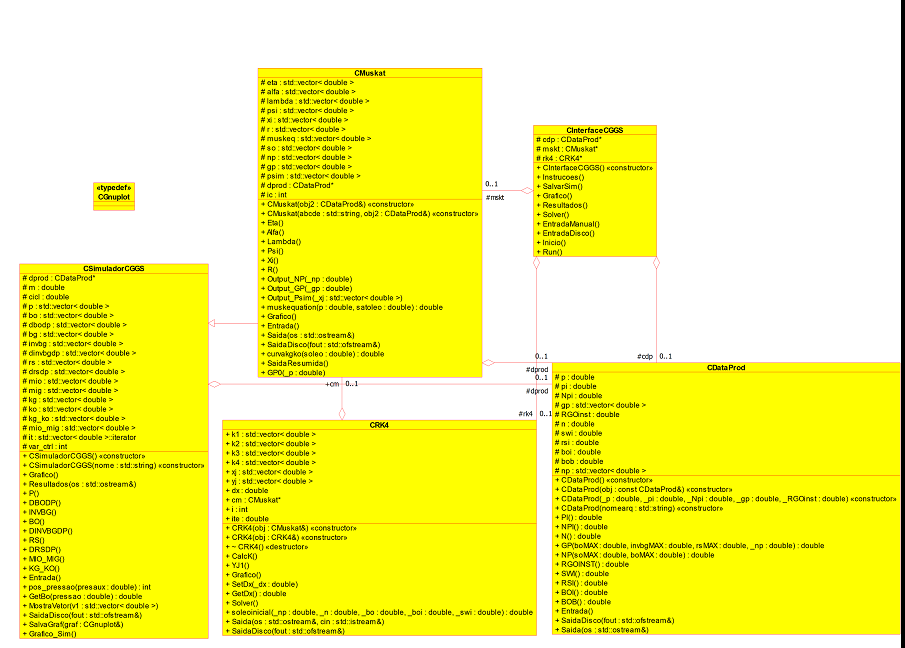 CMuskat
# eta : std::vector< double >
# alfa : std::vector< double >
# lambda : std::vector< double >
# psi : std::vector< double >
# xi : std::vector< double >
# r : std::vector< double >
# muskeq : std::vector< double >
# so : std::vector< double >
# np : std::vector< double >
# gp : std::vector< double >
# psim : std::vector< double >
# dprod : CDataProd*
# ic : int
+ CMuskat(obj2 : CDataProd&) «constructor»
+ CMuskat(abcde : std::string, obj2 : CDataProd&) «constructor»
+ Eta()
+ Alfa()
+ Lambda()
+ Psi()
+ Xi()
+ R()
+ Output_NP(_np : double)
+ Output_GP(_gp : double)
+ Output_Psim(_xj : std::vector< double >)
+ muskequation(p : double, satoleo : double) : double
+ Grafico()
+ Entrada()
+ Saida(os : std::ostream&)
+ SaidaDisco(fout : std::ofstream&)
+ curvakgko(soleo : double) : double
+ SaidaResumida()
+ GP0(_p : double)
0..1
#mskt
CInterfaceCGGS
# cdp : CDataProd*
# mskt : CMuskat*
# rk4 : CRK4*
+ CInterfaceCGGS() «constructor»
+ Instrucoes()
+ SalvarSim()
+ Grafico()
+ Resultados()
+ Solver()
+ EntradaManual()
+ EntradaDisco()
+ Inicio()
+ Run()
«typedef»
CGnuplot
CSimuladorCGGS
# dprod : CDataProd*
# m : double
# cicl : double
# p : std::vector< double >
# bo : std::vector< double >
# dbodp : std::vector< double >
# bg : std::vector< double >
# invbg : std::vector< double >
# dinvbgdp : std::vector< double >
# rs : std::vector< double >
# drsdp : std::vector< double >
# mio : std::vector< double >
# mig : std::vector< double >
# kg : std::vector< double >
# ko : std::vector< double >
# kg_ko : std::vector< double >
# mio_mig : std::vector< double >
# it : std::vector< double >::iterator
# var_ctrl : int
+ CSimuladorCGGS() «constructor»
+ CSimuladorCGGS(nome : std::string) «constructor»
+ Grafico()
+ Resultados(os : std::ostream&)
+ P()
+ DBODP()
+ INVBG()
+ BO()
+ DINVBGDP()
+ RS()
+ DRSDP()
+ MIO_MIG()
+ KG_KO()
+ Entrada()
+ pos_pressao(presaux : double) : int
+ GetBo(pressao : double) : double
+ MostraVetor(v1 : std::vector< double >)
+ SaidaDisco(fout : std::ofstream&)
+ SalvaGraf(graf : CGnuplot&)
+ Grafico_Sim()
0..1
#cdp
0..1
#dprod
0..1
#dprod
+cm
0..1
#rk4
0..1
CRK4
+ k1 : std::vector< double >
+ k2 : std::vector< double >
+ k3 : std::vector< double >
+ k4 : std::vector< double >
+ xj : std::vector< double >
+ yj : std::vector< double >
+ dx : double
+ cm : CMuskat*
+ i : int
+ ite : double
+ CRK4(obj : CMuskat&) «constructor»
+ CRK4(obj : CRK4&) «constructor»
+ ~ CRK4() «destructor»
+ CalcK()
+ YJ1()
+ Grafico()
+ SetDx(_dx : double)
+ GetDx() : double
+ Solver()
+ soleoinicial(_np : double, _n : double, _bo : double, _boi : double, _swi : double) : double
+ Saida(os : std::ostream&, cin : std::istream&)
+ SaidaDisco(fout : std::ofstream&)
CDataProd
# p : double
# pi : double
# Npi : double
# gp : std::vector< double >
# RGOinst : double
# n : double
# swi : double
# rsi : double
# boi : double
# bob : double
# np : std::vector< double >
+ CDataProd() «constructor»
+ CDataProd(obj : const CDataProd&) «constructor»
+ CDataProd(_p : double, _pi : double, _Npi : double, _gp : double, _RGOinst : double) «constructor»
+ CDataProd(nomearq : std::string) «constructor»
+ PI() : double
+ NPI() : double
+ N() : double
+ GP(boMAX : double, invbgMAX : double, rsMAX : double, _np : double) : double
+ NP(soMAX : double, boMAX : double) : double
+ RGOINST() : double
+ SWI() : double
+ RSI() : double
+ BOI() : double
+ BOB() : double
+ Entrada()
+ SaidaDisco(fout : std::ofstream&)
+ Saida(os : std::ostream&)